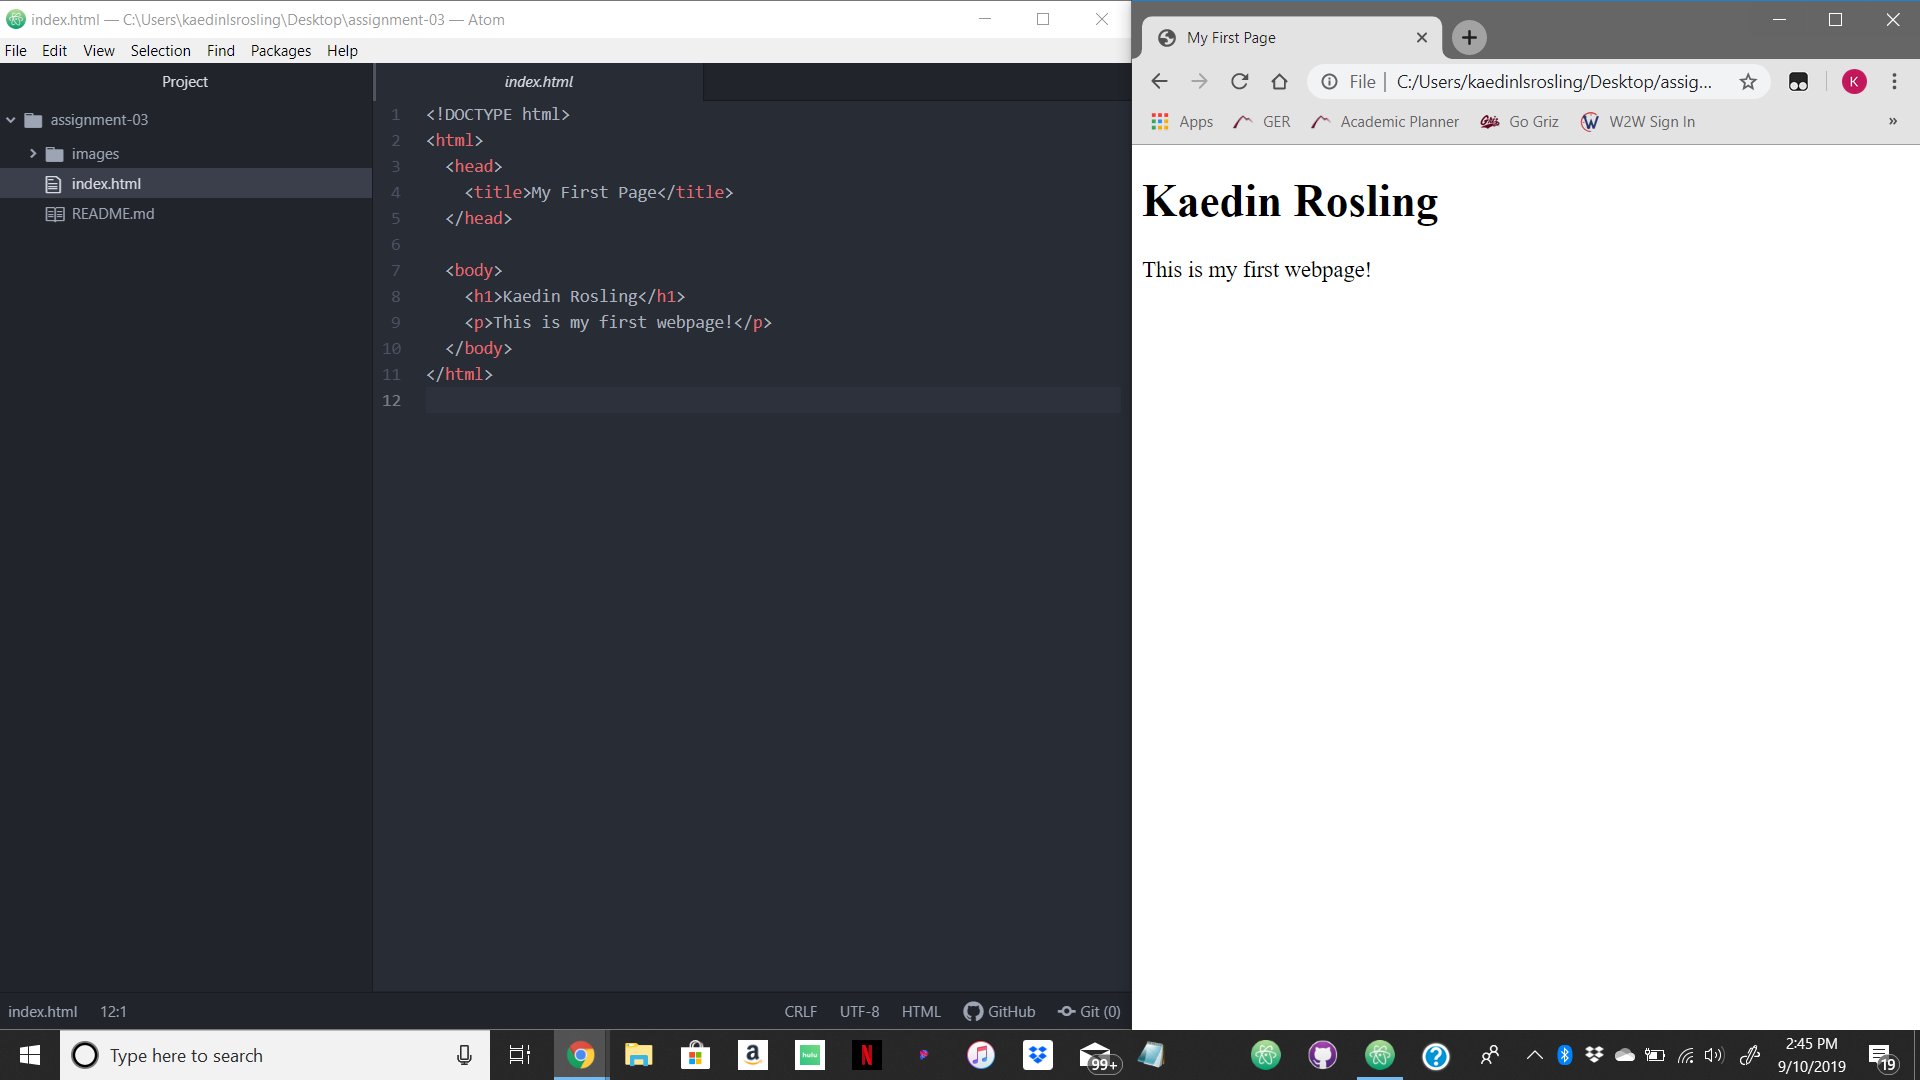 index.html — C:\Users\kaedinlsrosling\Desktop\assignment-03 — Atom
File Edit View Selection Find Packages Help
Project
assignment-03
images
index.html
README.md
index.html
1 <!DOCTYPE html>
2 <html>
3 <head>
4 <title>My First Page</title>
5 </head>
6
7 <body>
8 <h1>Kaedin Rosling</h1>
9 <p>This is my first webpage!</p>
10 </body>
11 </html>
12
index.html 12:1 CRLF UTF-8 HTML GitHub Git (0)
My First Page
File C:/Users/kaedinlsrosling/Desktop/assig... K
Apps GER Academic Planner Griz Go Griz W W2W Sign In »
Kaedin Rosling
This is my first webpage!
Type here to search
a
hulu
N
99+
?
2:45 PM
9/10/2019
19